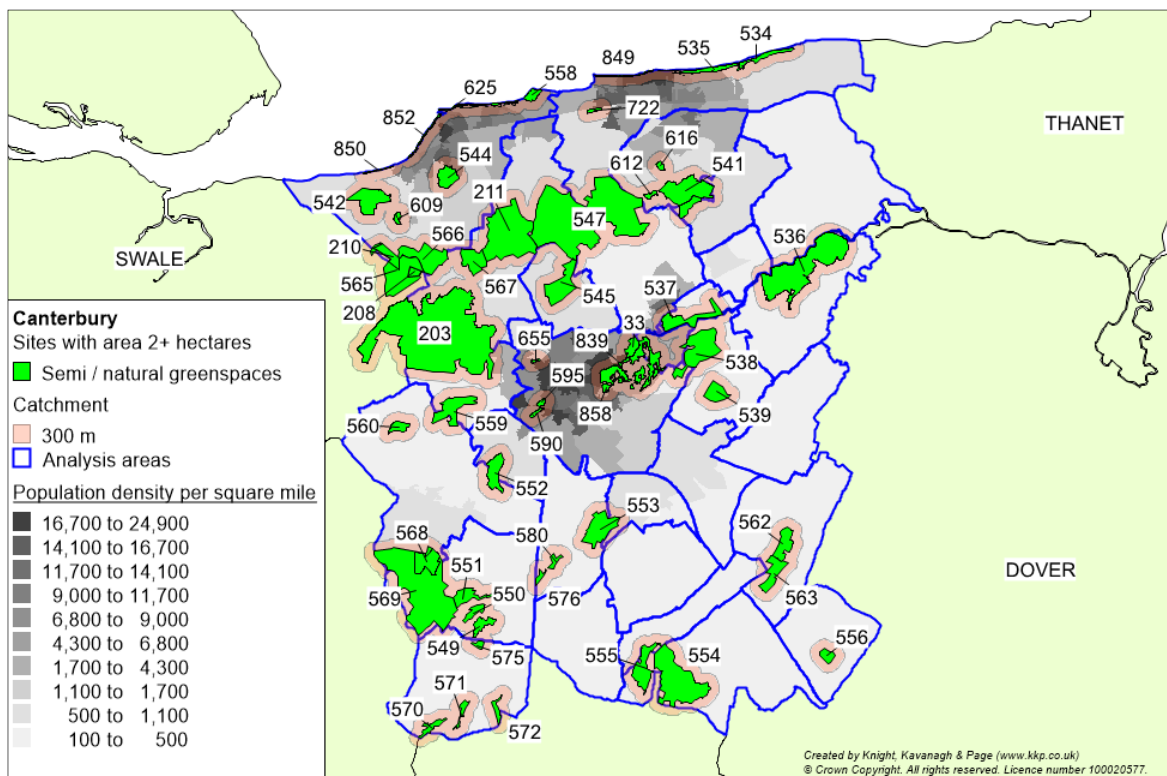 534
535
849
558
625
722
852
THANET
616
850
544
612
541
211
542
547
609
566
536
210
SWALE
565
567
545
537
208
33
203
655
839
Canterbury
Sites with area 2+ hectares
Semi / natural greenspaces
Catchment
300 m
Analysis areas
Population density per square mile
16,700 to 24,900
14,100 to 16,700
11,700 to 14,100
9,000 to 11,700
6,800 to 9,000
4,300 to 6,800
1,700 to 4,300
1,100 to 1,700
500 to 1,100
100 to 500
595
538
858
539
560
559
590
552
553
562
568
580
551
DOVER
569
550
576
563
549
575
555
554
556
571
570
572
Created by Knight, Kavanagh & Page (www.kkp.co.uk)
© Crown Copyright. All rights reserved. Licence number 100020577.